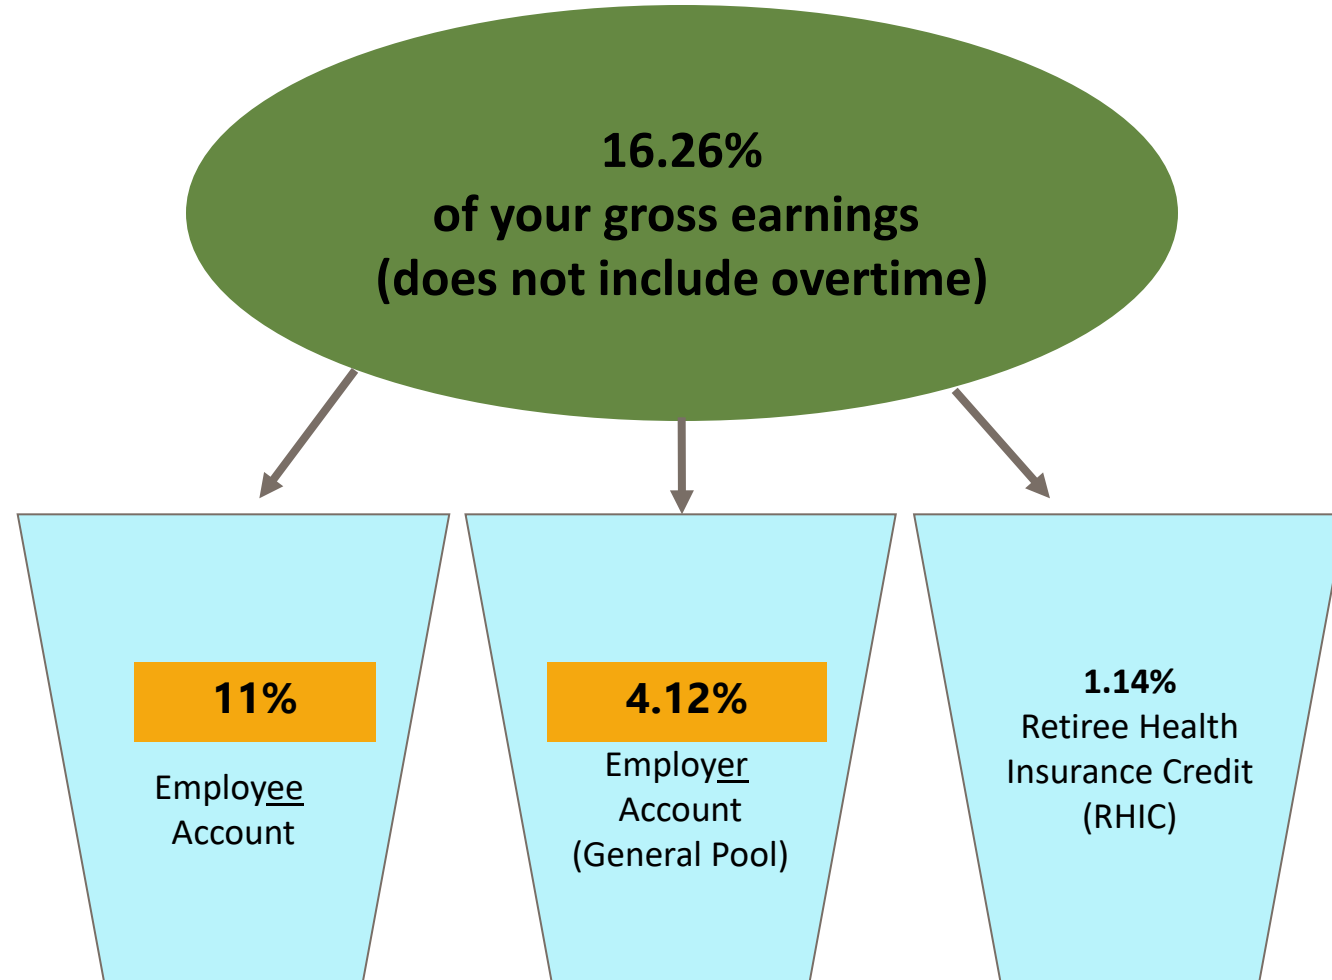 16.26%
of your gross earnings
(does not include overtime)
11%
Employee
Account
4.12%
Employer
Account
(General Pool)
1.14%
Retiree Health
Insurance Credit
(RHIC)